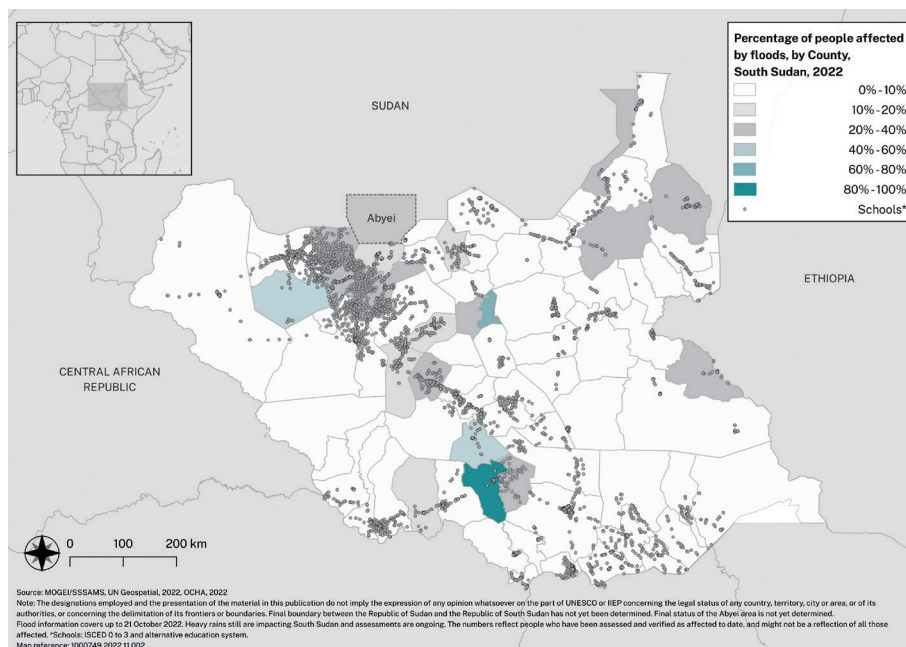 Percentage of people affected
by floods, by County,
South Sudan, 2022
0% - 10%
10% - 20%
20% - 40%
40% - 60%
60% - 80%
80% - 100%
Schools*
SUDAN
Abyei
ETHIOPIA
CENTRAL AFRICAN
REPUBLIC
0 100 200 km
Source: MOGEI/SSSAMS, UN Geospatial, 2022, OCHA, 2022
Note: The designations employed and the presentation of the material in this publication do not imply the expression of any opinion whatsoever on the part of UNESCO or IIEP concerning the legal status of any country, territory, city or area, or of its
authorities, or concerning the delimitation of its frontiers or boundaries. Final boundary between the Republic of Sudan and the Republic of South Sudan has not yet been determined. Final status of the Abyei area is not yet determined.
Flood information covers up to 21 October 2022. Heavy rains still are impacting South Sudan and assessments are ongoing. The numbers reflect people who have been assessed and verified as affected to date, and might not be a reflection of all those
affected. *Schools: ISCED 0 to 3 and alternative education system.
Map reference: 1000749.2022.11.002